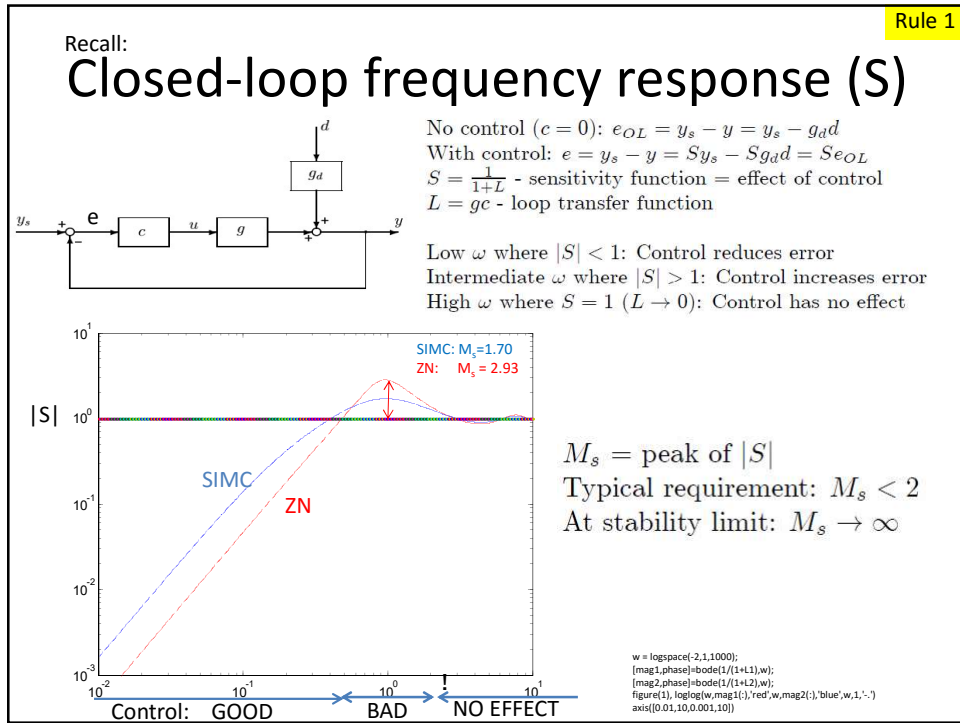 Rule 1
Recall:
Closed-loop frequency response (S)
d
g_d
y_s
+
e
−
c
u
g
+
+
y
No control (c = 0): e_{OL} = y_s − y = y_s − g_d d
With control: e = y_s − y = Sy_s − Sg_d d = Se_{OL}
S = \frac{1}{1+L} - sensitivity function = effect of control
L = gc - loop transfer function
Low ω where |S| < 1: Control reduces error
Intermediate ω where |S| > 1: Control increases error
High ω where S = 1 (L → 0): Control has no effect
10^1
SIMC: M_s=1.70
ZN: M_s = 2.93
|S|
10^0
SIMC
10^{-1}
ZN
10^{-2}
10^{-3}
10^{-2}
10^{-1}
10^0
10^1
!
Control: GOOD BAD NO EFFECT
M_s = peak of |S|
Typical requirement: M_s < 2
At stability limit: M_s → ∞
w = logspace(-2,1,1000);
[mag1,phase]=bode(1/(1+L1),w);
[mag2,phase]=bode(1/(1+L2),w);
figure(1), loglog(w,mag1(:),'red',w,mag2(:),'blue',w,1,'-.')
axis([0.01,10,0.001,10])